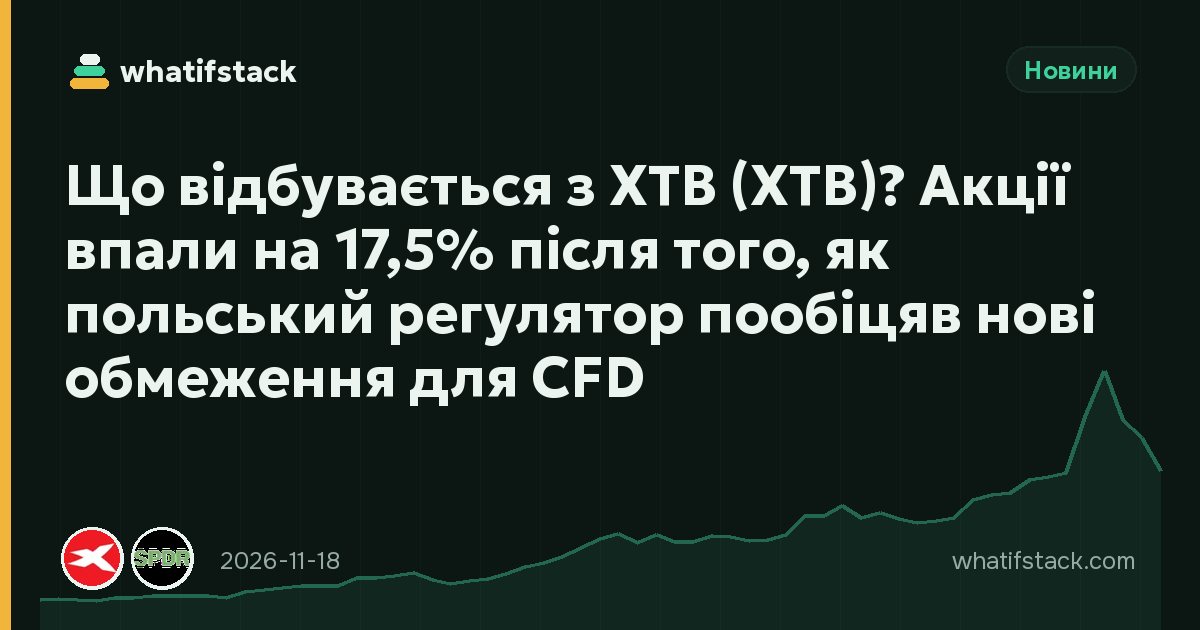 whatifstack
Новини
Що відбувається з XTB (XTB)? Акції
впали на 17,5% після того, як
польський регулятор пообіцяв нові
обмеження для CFD
SPDR
2026-11-18
whatifstack.com